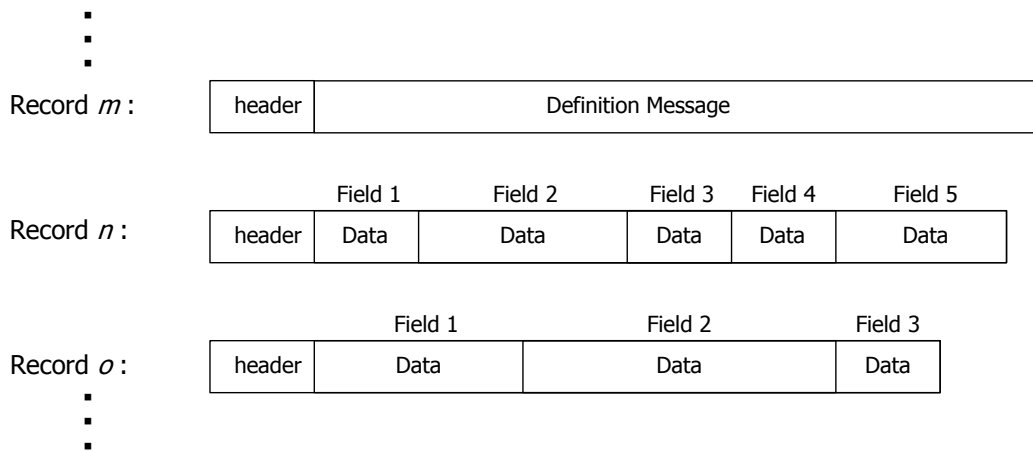 Record m : header Definition Message
Field 1 Field 2 Field 3 Field 4 Field 5
Record n : header Data Data Data Data Data
Field 1 Field 2 Field 3
Record o : header Data Data Data